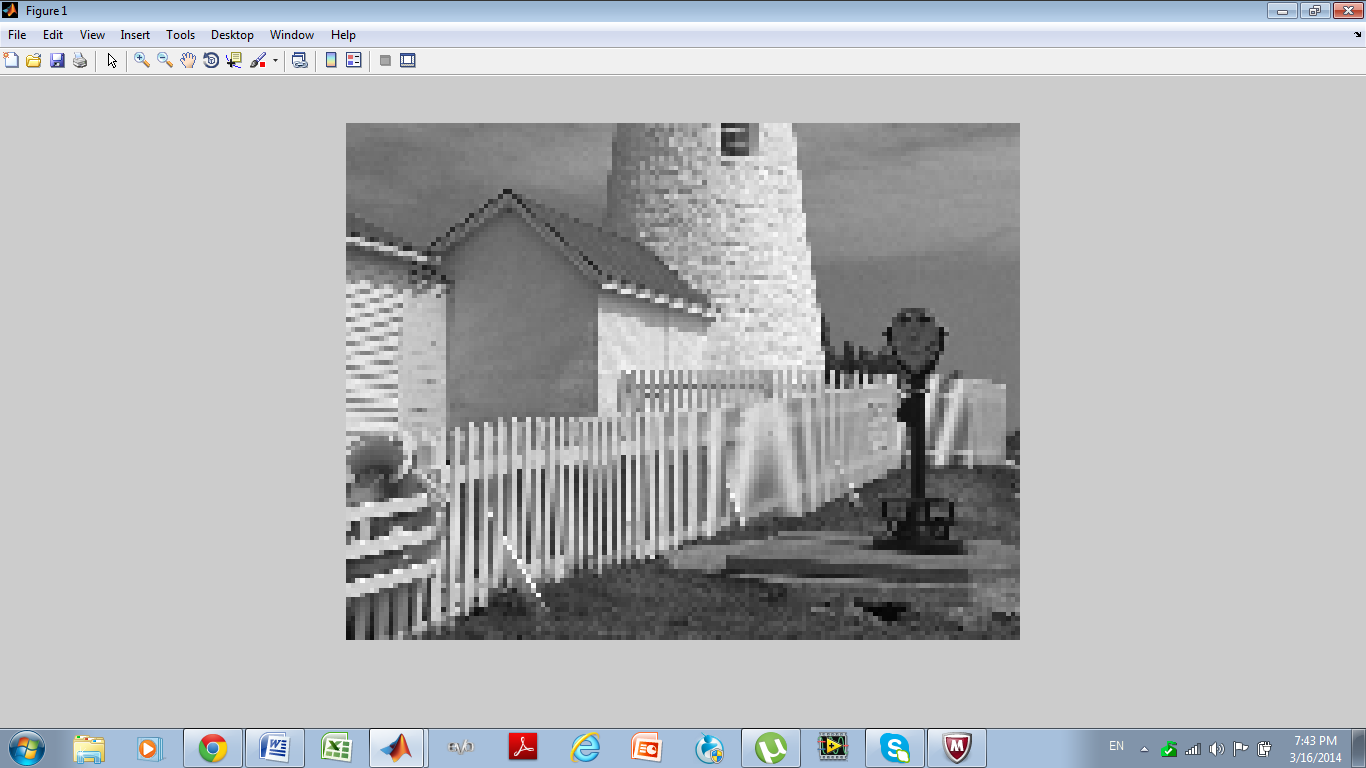 Figure 1
File Edit View Insert Tools Desktop Window Help
EN
7:43 PM
3/16/2014